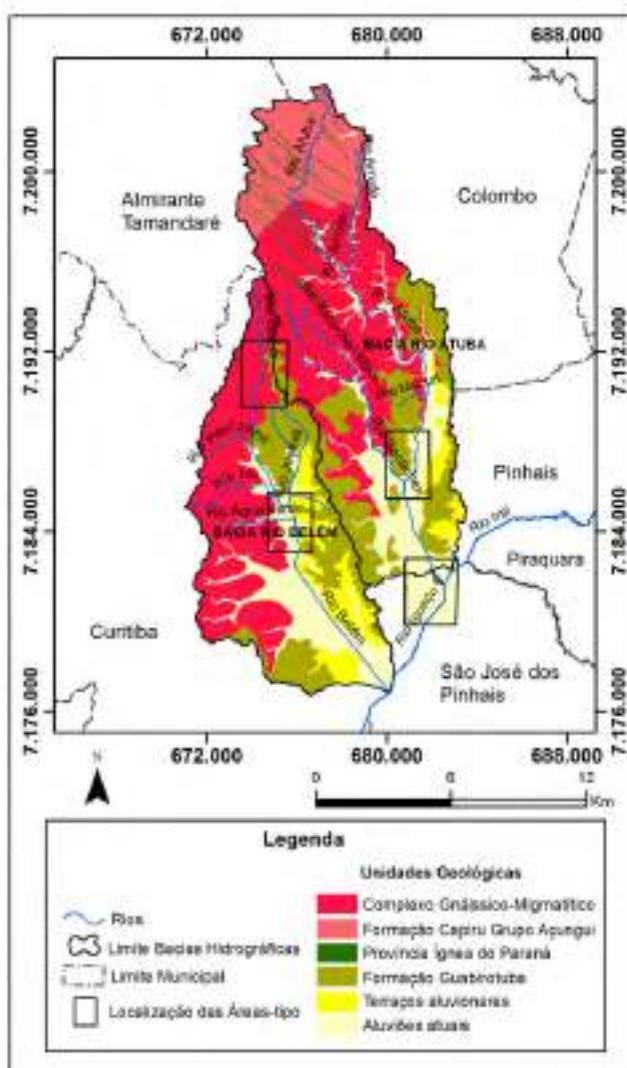 672.000 680.000 688.000
7.200.000
7.192.000
7.184.000
7.176.000
7.200.000
7.192.000
7.184.000
7.176.000
Almirante
Tamandaré
Colombo
Rio Atuba
BACIA RIO ATUBA
Pinhais
Rio Iraí
Piraquara
BACIA RIO BELÉM
Rio Belém
Curitiba
São José dos
Pinhais
672.000 680.000 688.000
N
0 6 12
Km
Legenda
Unidades Geológicas
Rios
Limite Bacias Hidrográficas
Limite Municipal
Localização das Áreas-tipo
Complexo Gnáissico-Migmatítico
Formação Capiru Grupo Açungui
Província Ígnea do Paraná
Formação Guabirotuba
Terraços aluvionares
Aluviões atuais